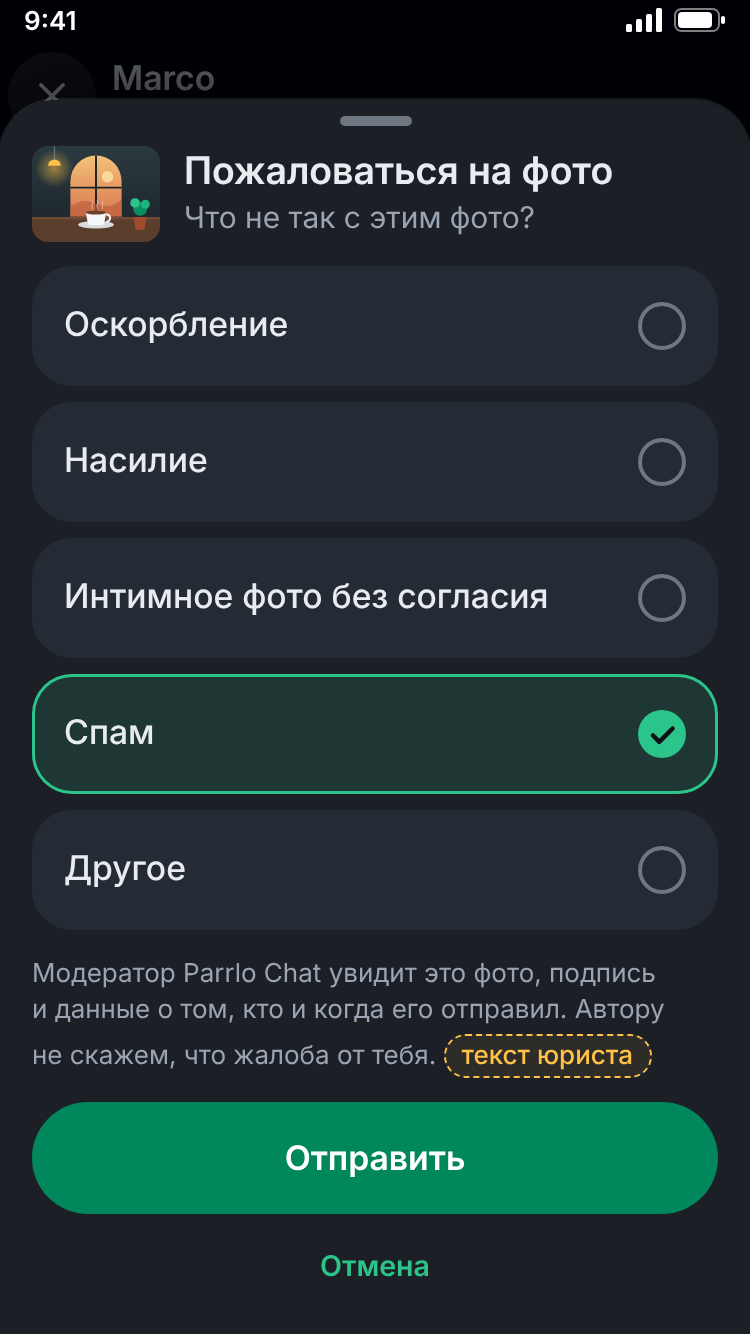 9:41
Marco
Пожаловаться на фото
Что не так с этим фото?
Оскорбление
Насилие
Интимное фото без согласия
Спам
Другое
Модератор Parrlo Chat увидит это фото, подпись
и данные о том, кто и когда его отправил. Автору
не скажем, что жалоба от тебя. текст юриста
Отправить
Отмена